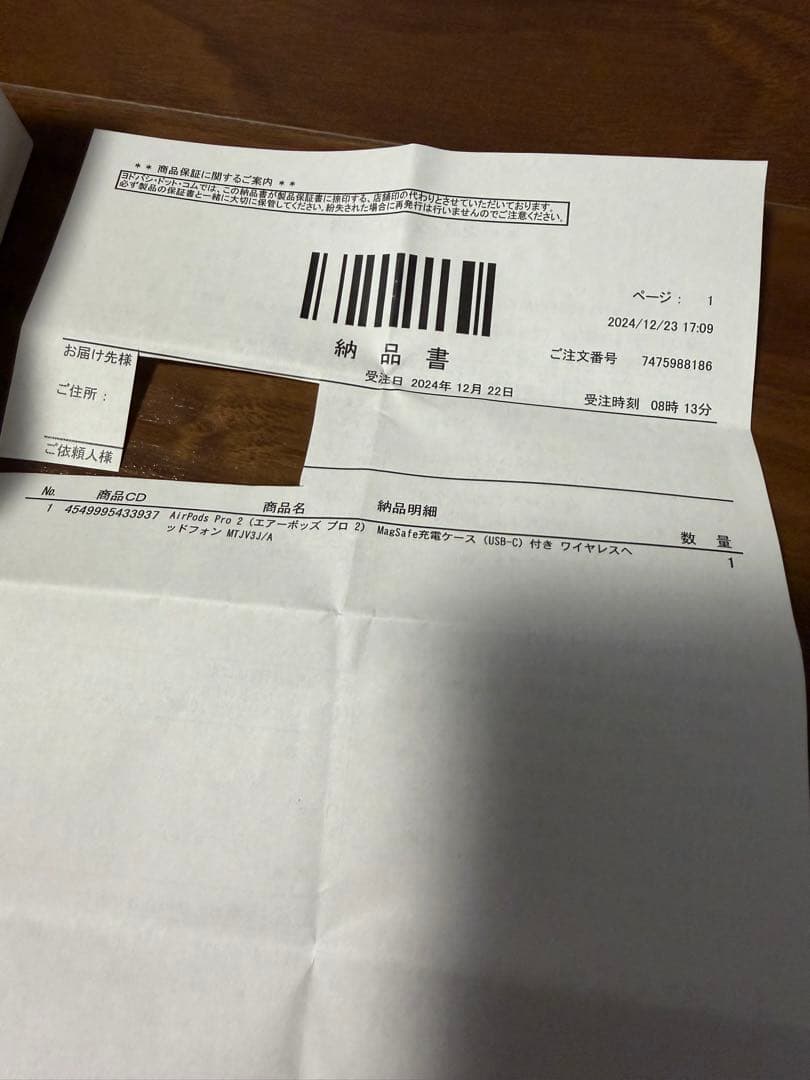 ** 商品保証に関するご案内 **
ヨドバシ・ドット・コムでは、この納品書が製品保証書に捺印する、店舗印の代わりとさせていただいております。
必ず製品の保証書と一緒に大切に保管してください。紛失された場合に再発行は行いませんのでご注意ください。
ページ： 1
2024/12/23 17:09
納 品 書
ご注文番号 7475988186
受注日 2024年 12月 22日
受注時刻 08時 13分
お届け先様
ご住所：
ご依頼人様
No. 商品CD 商品名 納品明細 数 量
1 4549995433937 AirPods Pro 2（エアーポッズ プロ 2） MagSafe充電ケース（USB-C）付き ワイヤレスヘ 1
ッドフォン MTJV3J/A